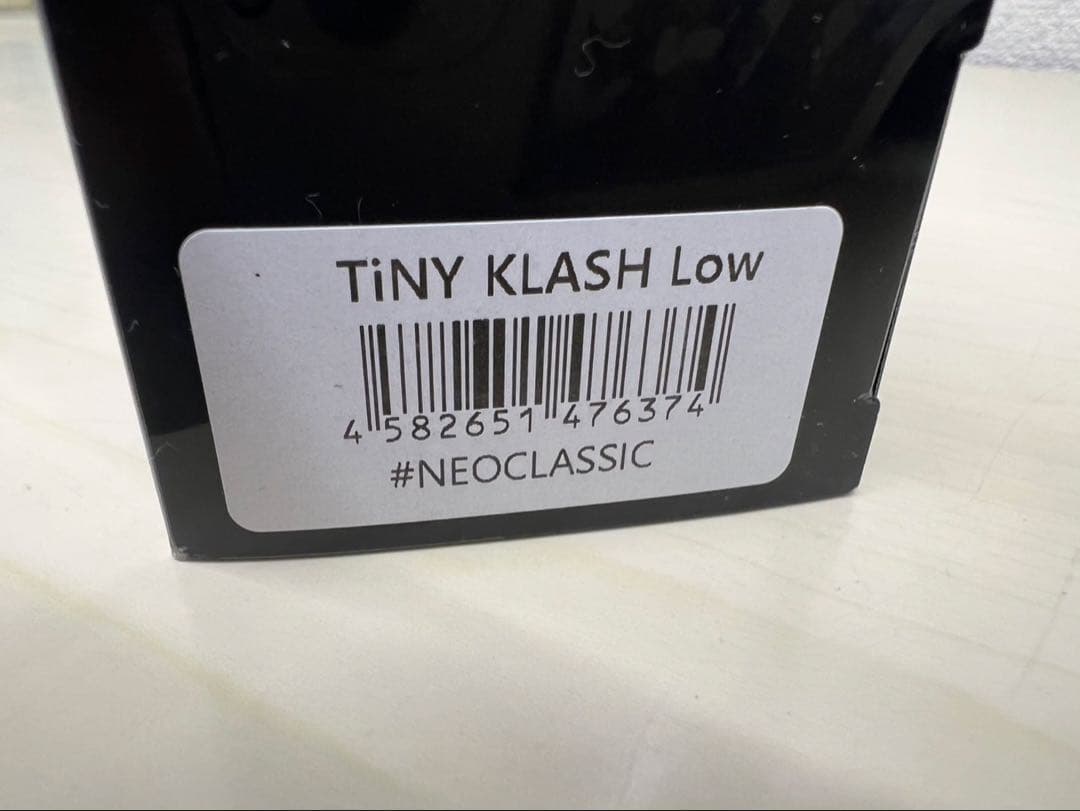 TiNY KLASH Low
4 582651 476374
#NEOCLASSIC